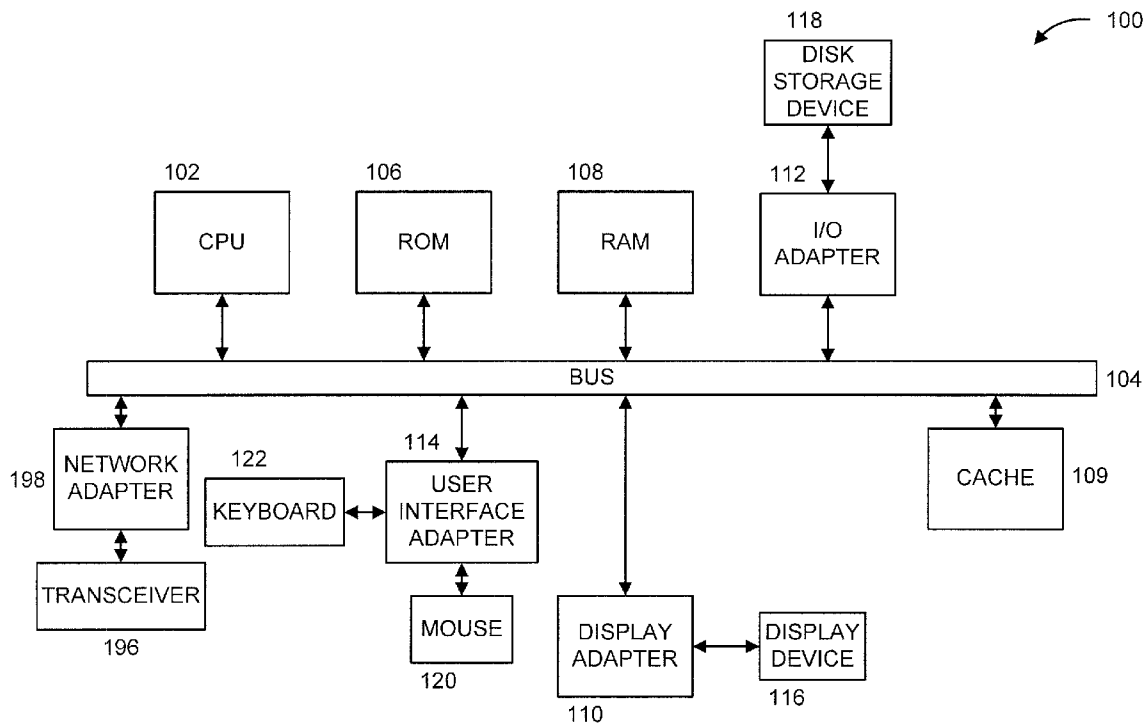 118
100
DISK
STORAGE
DEVICE
102
106
108
112
CPU
ROM
RAM
I/O
ADAPTER
BUS
104
114
122
198
NETWORK
ADAPTER
KEYBOARD
USER
INTERFACE
ADAPTER
CACHE
109
TRANSCEIVER
196
MOUSE
120
DISPLAY
ADAPTER
110
DISPLAY
DEVICE
116